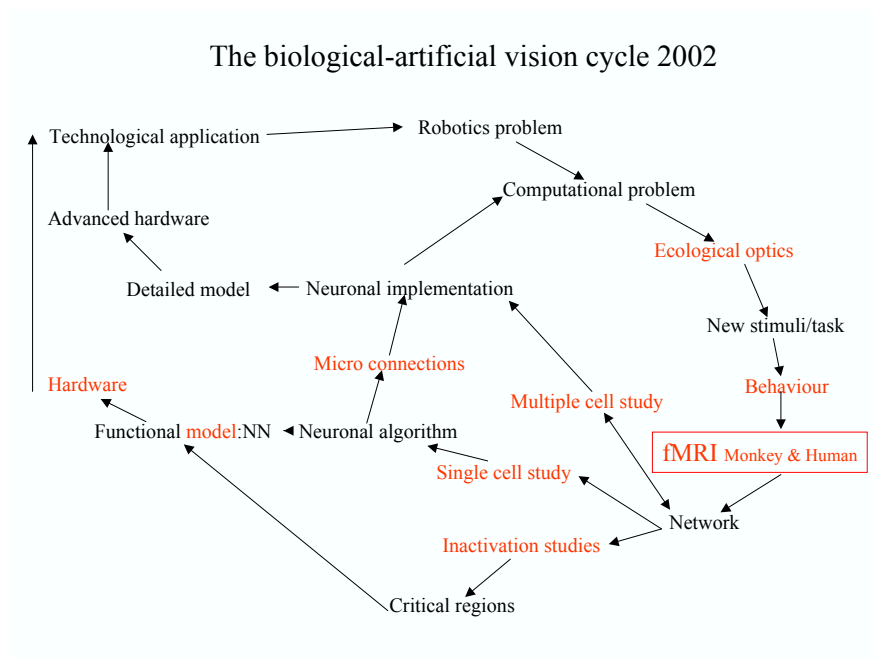 The biological-artificial vision cycle 2002
Technological application
Robotics problem
Computational problem
Advanced hardware
Ecological optics
Detailed model
Neuronal implementation
New stimuli/task
Micro connections
Hardware
Behaviour
Multiple cell study
Functional model:NN
Neuronal algorithm
fMRI Monkey & Human
Single cell study
Network
Inactivation studies
Critical regions